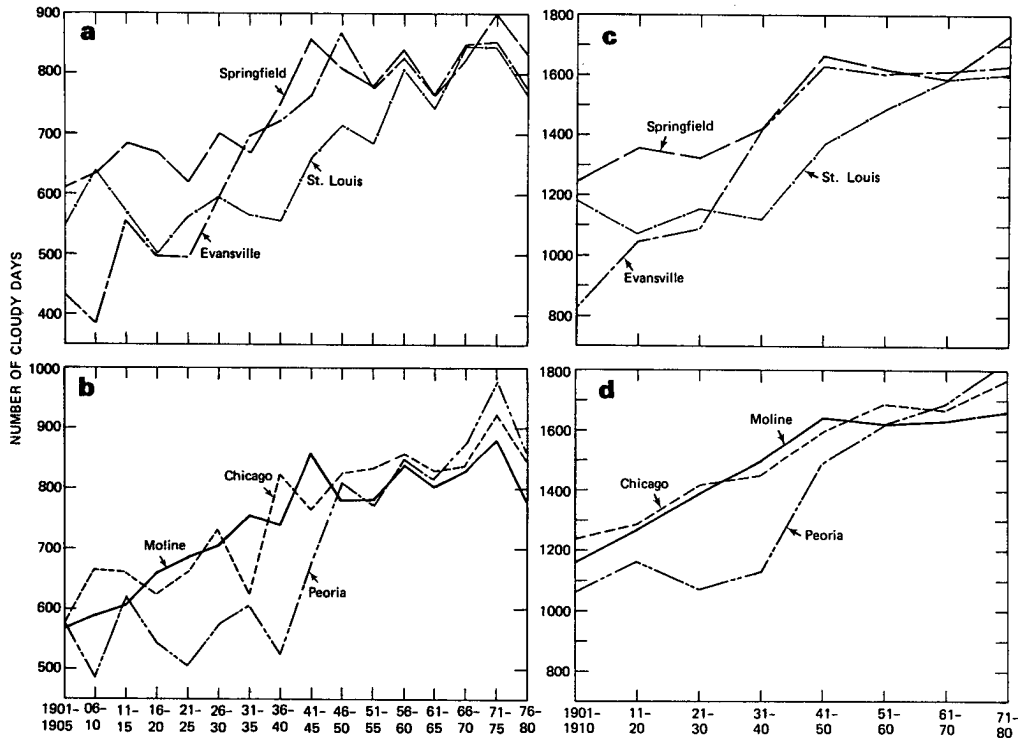 NUMBER OF CLOUDY DAYS
a
900
800
700
600
500
400
Springfield
St. Louis
Evansville
c
1600
1400
1200
1000
800
Springfield
St. Louis
Evansville
b
1000
900
800
700
600
500
Chicago
Moline
Peoria
1901– 06– 11– 16– 21– 26– 31– 36– 41– 46– 51– 56– 61– 66– 71– 76–
1905 10 15 20 25 30 35 40 45 50 55 60 65 70 75 80
d
1800
1600
1400
1200
1000
800
Moline
Chicago
Peoria
1901– 11– 21– 31– 41– 51– 61– 71–
1910 20 30 40 50 60 70 80